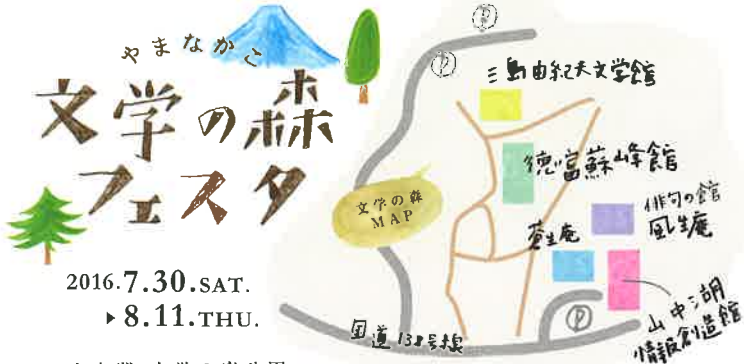 やまなかこ
文学の森
フェスタ
2016.7.30.SAT.
▶8.11.THU.
Ⓟ
Ⓟ
三島由紀夫文学館
徳富蘇峰館
文学の森
MAP
俳句の館
風生庵
蒼生庵
Ⓟ
山中湖
情報創造館
国道138号線